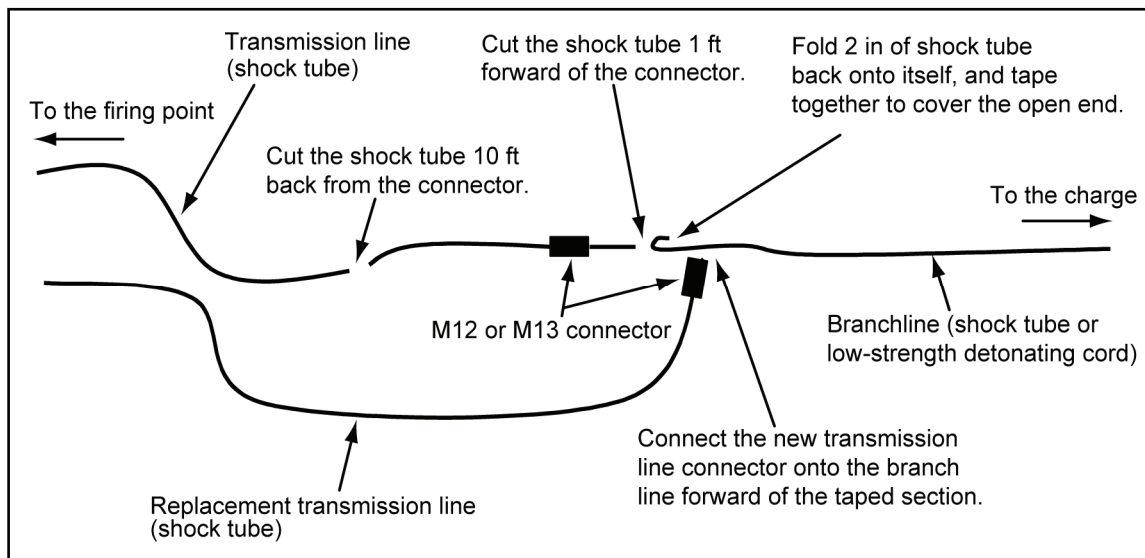 Transmission line
(shock tube)
Cut the shock tube 1 ft
forward of the connector.
Fold 2 in of shock tube
back onto itself, and tape
together to cover the open end.
To the firing point
Cut the shock tube 10 ft
back from the connector.
To the charge
M12 or M13 connector
Branchline (shock tube or
low-strength detonating cord)
Connect the new transmission
line connector onto the branch
line forward of the taped section.
Replacement transmission line
(shock tube)